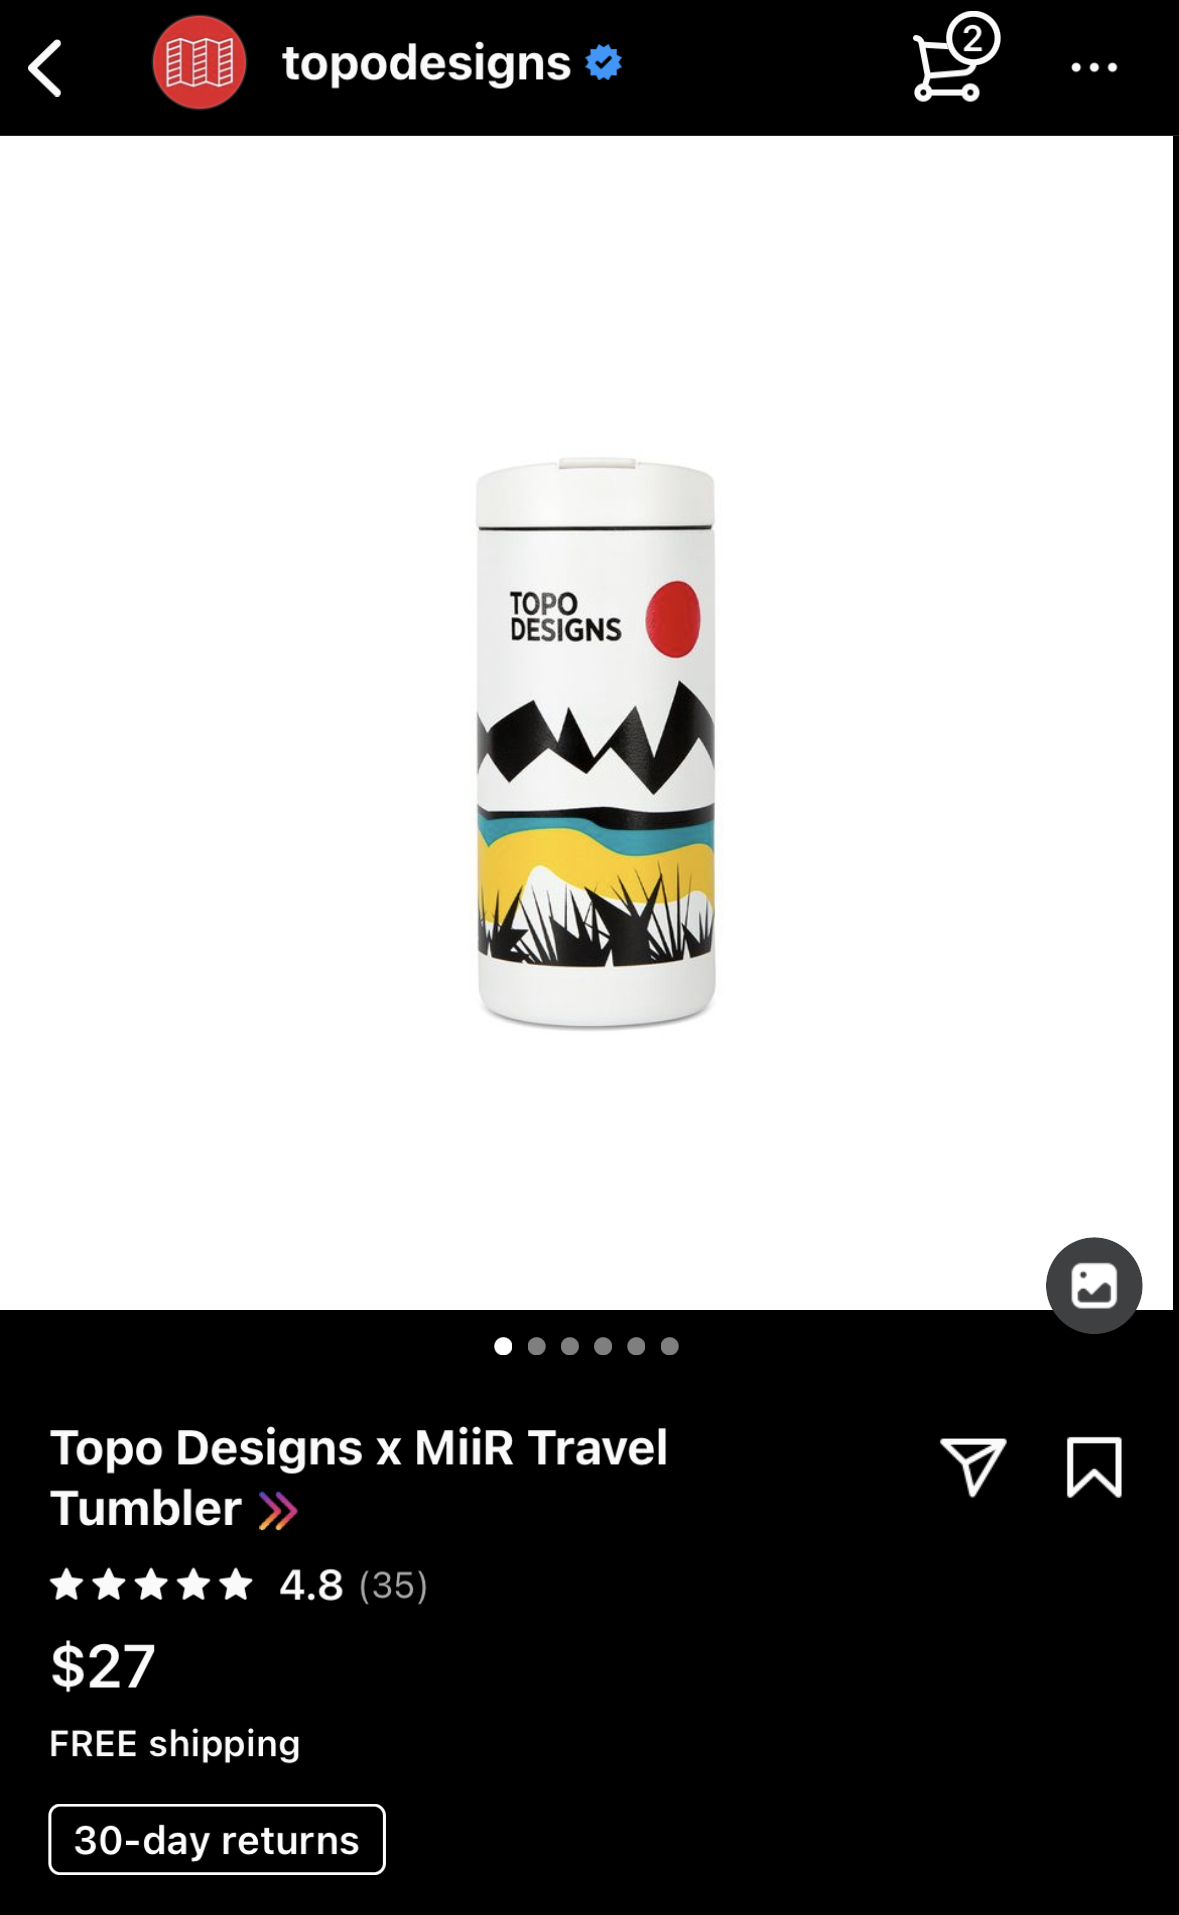 topodesigns
2
TOPO
DESIGNS
Topo Designs x MiiR Travel
Tumbler
4.8 (35)
$27
FREE shipping
30-day returns